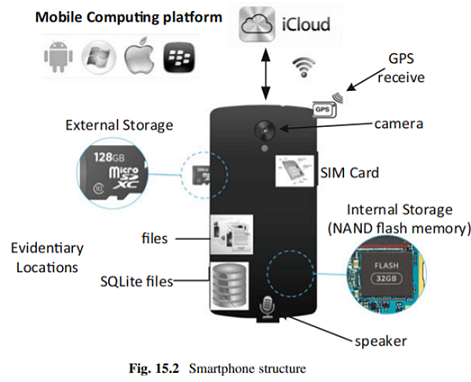 Mobile Computing platform
iCloud
GPS
receive
GPS
camera
External Storage
128GB
micro
SD
XC
SIM Card
Internal Storage
(NAND flash memory)
FLASH
32GB
Evidentiary
Locations
files
SQLite files
speaker
Fig. 15.2 Smartphone structure